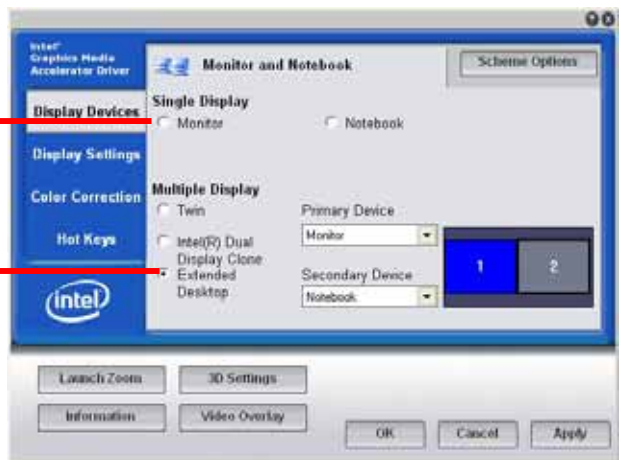 intel®
Graphics Media
Accelerator Driver
Monitor and Notebook
Scheme Options
Display Devices
Display Settings
Color Correction
Hot Keys
intel
Single Display
Monitor
Notebook
Multiple Display
Twin
Intel(R) Dual
Display Clone
Extended
Desktop
Primary Device
Monitor
Secondary Device
Notebook
1
2
Launch Zoom
3D Settings
Information
Video Overlay
OK
Cancel
Apply